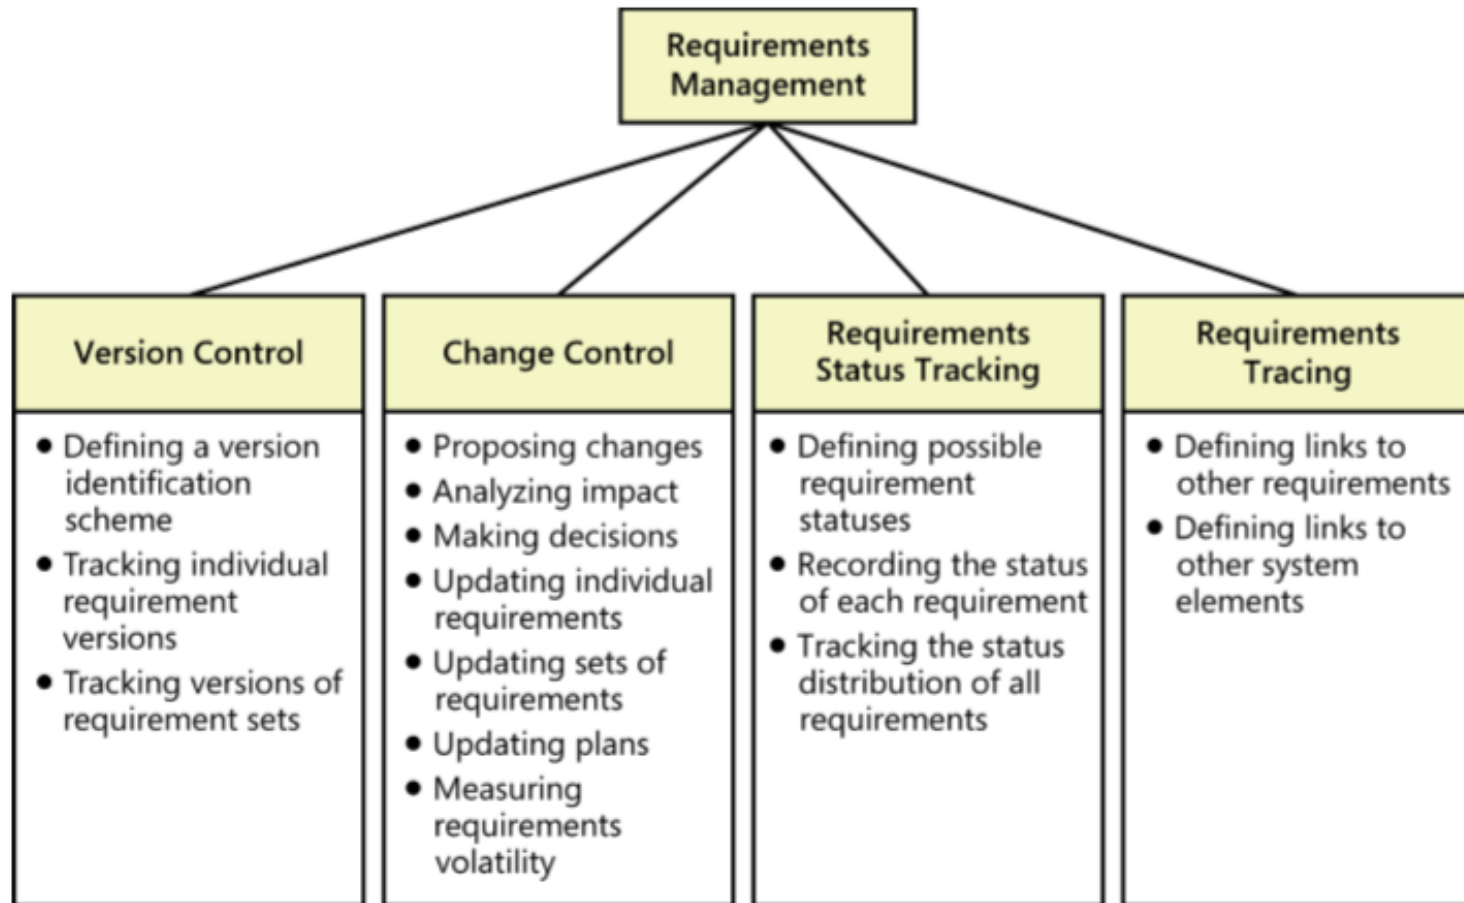 Requirements
Management
Version Control
● Defining a version
identification
scheme
● Tracking individual
requirement
versions
● Tracking versions of
requirement sets
Change Control
● Proposing changes
● Analyzing impact
● Making decisions
● Updating individual
requirements
● Updating sets of
requirements
● Updating plans
● Measuring
requirements
volatility
Requirements
Status Tracking
● Defining possible
requirement
statuses
● Recording the status
of each requirement
● Tracking the status
distribution of all
requirements
Requirements
Tracing
● Defining links to
other requirements
● Defining links to
other system
elements